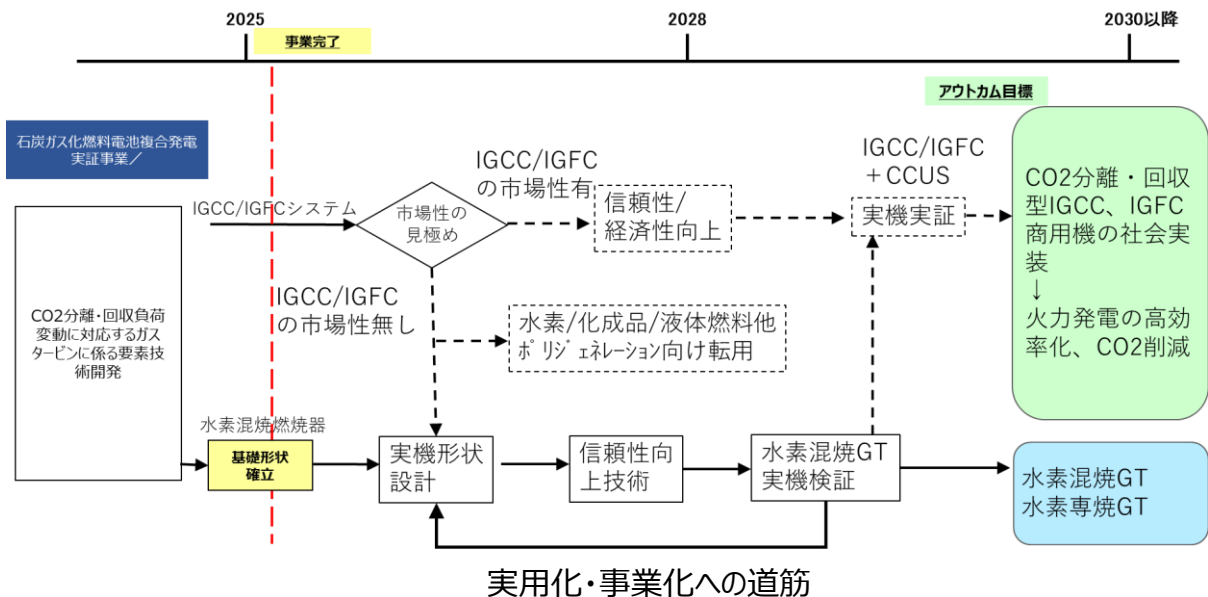 2025
2028
2030以降
事業完了
アウトカム目標
石炭ガス化燃料電池複合発電
実証事業／
IGCC/IGFCシステム
市場性の
見極め
IGCC/IGFC
の市場性有
信頼性/
経済性向上
IGCC/IGFC
＋CCUS
実機実証
CO2分離・回収
型IGCC、IGFC
商用機の社会実
装
↓
火力発電の高効
率化、CO2削減
IGCC/IGFC
の市場性無し
水素/化成品/液体燃料他
ﾎﾟﾘｼﾞｪﾈレーション向け転用
CO2分離・回収負荷
変動に対応するガス
タービンに係る要素技
術開発
水素混焼燃焼器
基礎形状
確立
実機形状
設計
信頼性向
上技術
水素混焼GT
実機検証
水素混焼GT
水素専焼GT
実用化・事業化への道筋